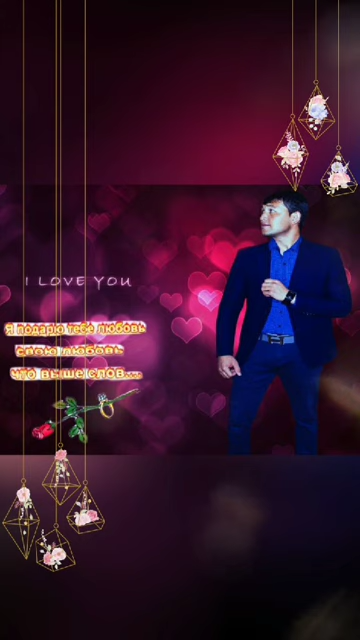 I LOVE YOU
Я подарю тебе любовь
свою любовь
что выше слов...